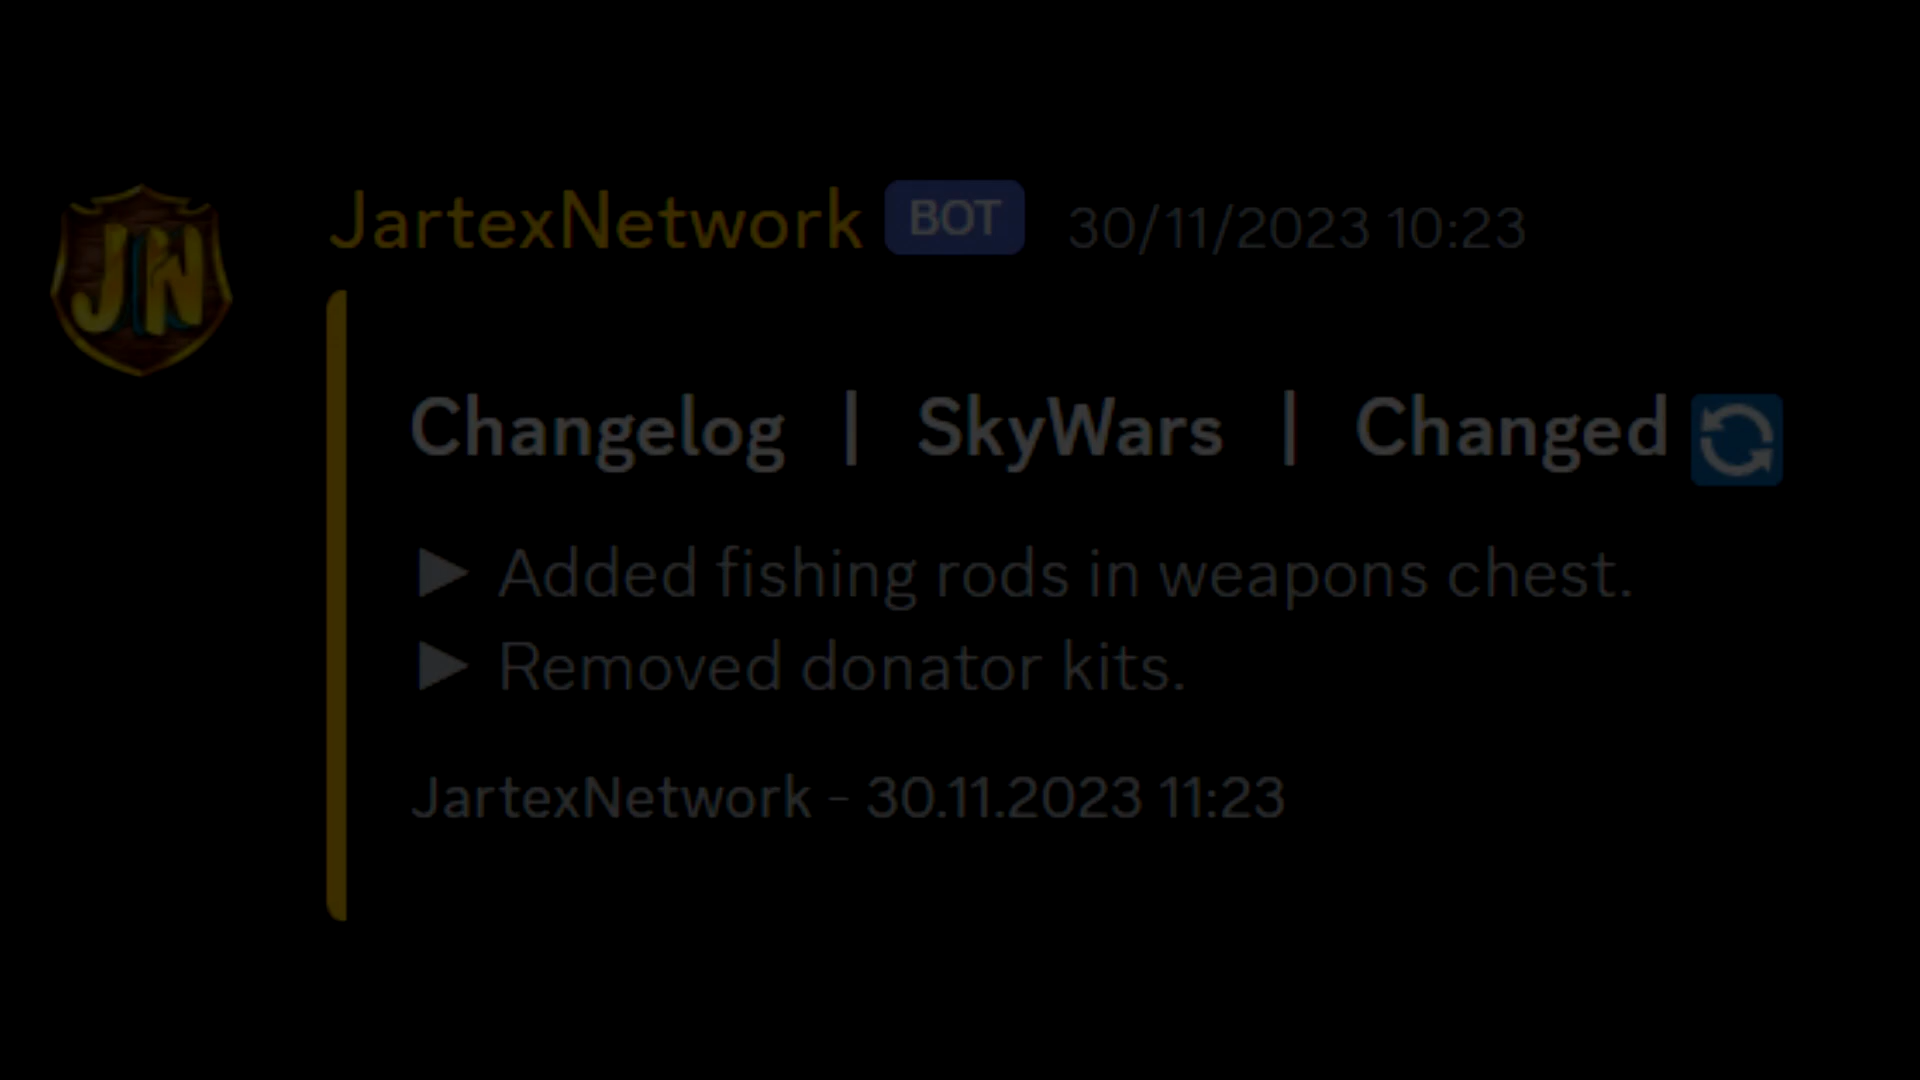 JN
JartexNetwork BOT 30/11/2023 10:23
Changelog | SkyWars | Changed
► Added fishing rods in weapons chest.
► Removed donator kits.
JartexNetwork - 30.11.2023 11:23